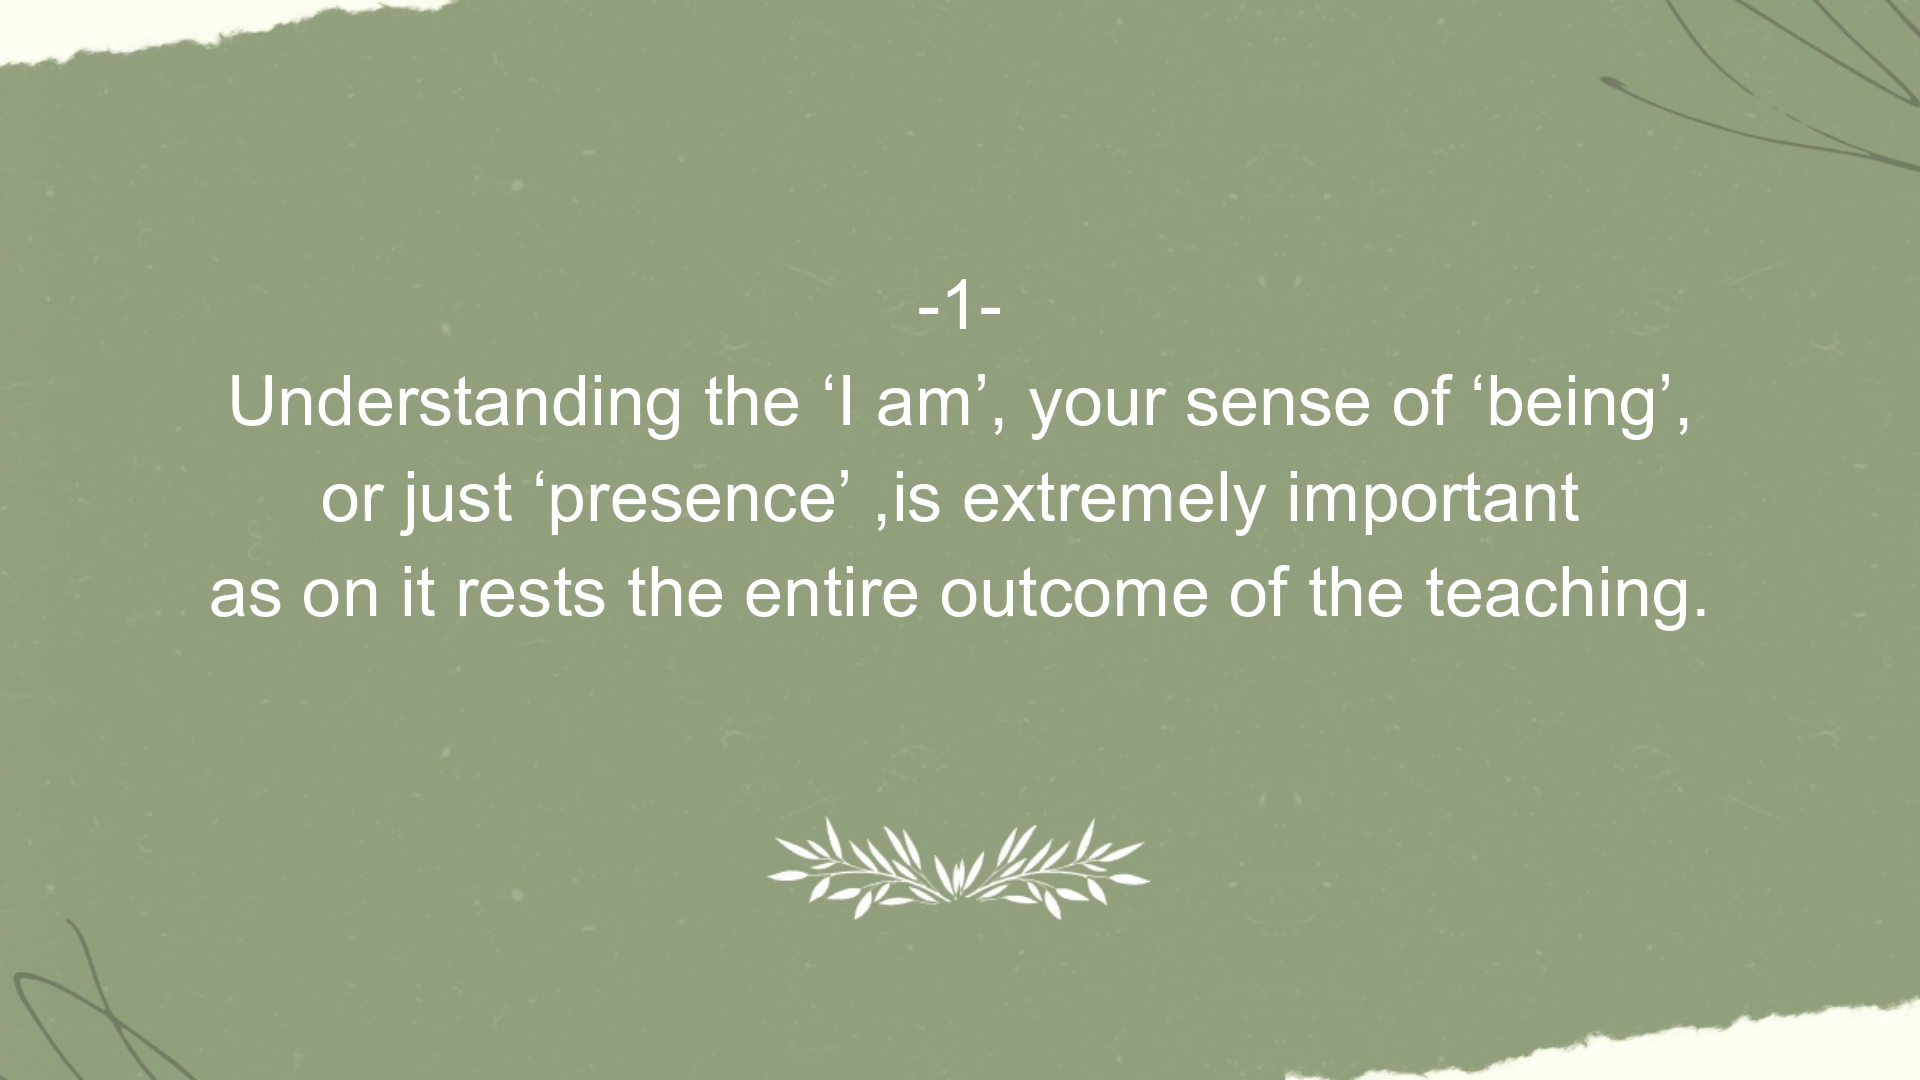 -1-
Understanding the ‘I am’, your sense of ‘being’,
or just ‘presence’ ,is extremely important
as on it rests the entire outcome of the teaching.